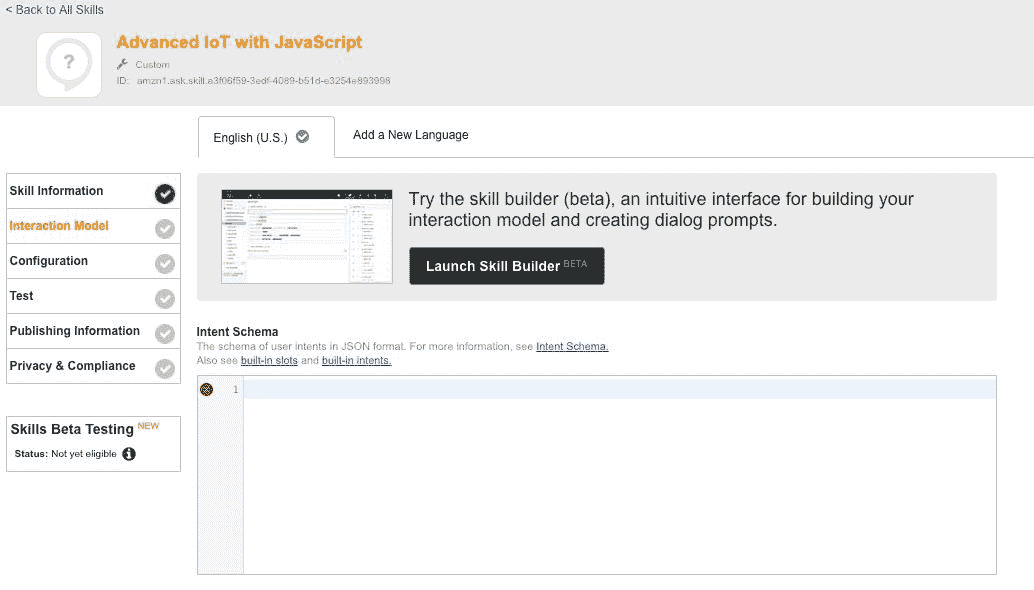 < Back to All Skills
?
Advanced IoT with JavaScript
Custom
ID: amzn1.ask.skill.a3f06f59-3edf-4089-b51d-e3254e893998
English (U.S.)
Add a New Language
Skill Information
Interaction Model
Configuration
Test
Publishing Information
Privacy & Compliance
Skills Beta Testing NEW
Status: Not yet eligible
Try the skill builder (beta), an intuitive interface for building your
interaction model and creating dialog prompts.
Launch Skill Builder BETA
Intent Schema
The schema of user intents in JSON format. For more information, see Intent Schema.
Also see built-in slots and built-in intents.
1